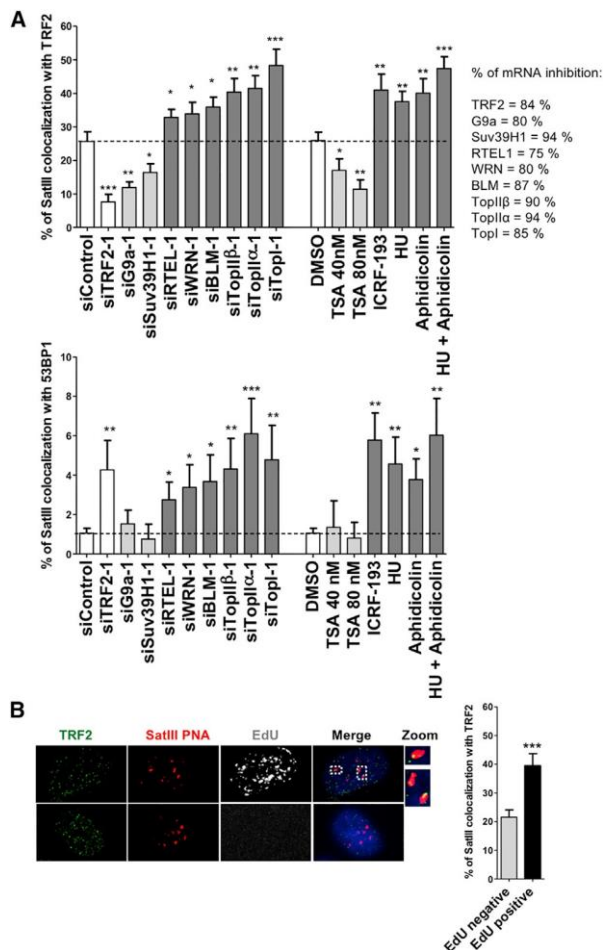 A
% of SatIII colocalization with TRF2
60
50
40
30
20
10
0
***
**
*
*
*
*
**
**
***
*
**
**
**
**
***
siControl
siTRF2-1
siG9a-1
siSuv39H1-1
siRTEL-1
siWRN-1
siBLM-1
siTopIIβ-1
siTopIIα-1
siTopI-1
DMSO
TSA 40nM
TSA 80nM
ICRF-193
HU
Aphidicolin
HU + Aphidicolin
% of mRNA inhibition:
TRF2 = 84 %
G9a = 80 %
Suv39H1 = 94 %
RTEL1 = 75 %
WRN = 80 %
BLM = 87 %
TopIIβ = 90 %
TopIIα = 94 %
TopI = 85 %
% of SatIII colocalization with 53BP1
10
8
6
4
2
0
**
*
*
*
**
***
**
**
**
*
**
siControl
siTRF2-1
siG9a-1
siSuv39H1-1
siRTEL-1
siWRN-1
siBLM-1
siTopIIβ-1
siTopIIα-1
siTopI-1
DMSO
TSA 40 nM
TSA 80 nM
ICRF-193
HU
Aphidicolin
HU + Aphidicolin
B
TRF2 SatIII PNA EdU Merge Zoom
% of SatIII colocalization with TRF2
60
50
40
30
20
10
0
***
EdU negative
EdU positive